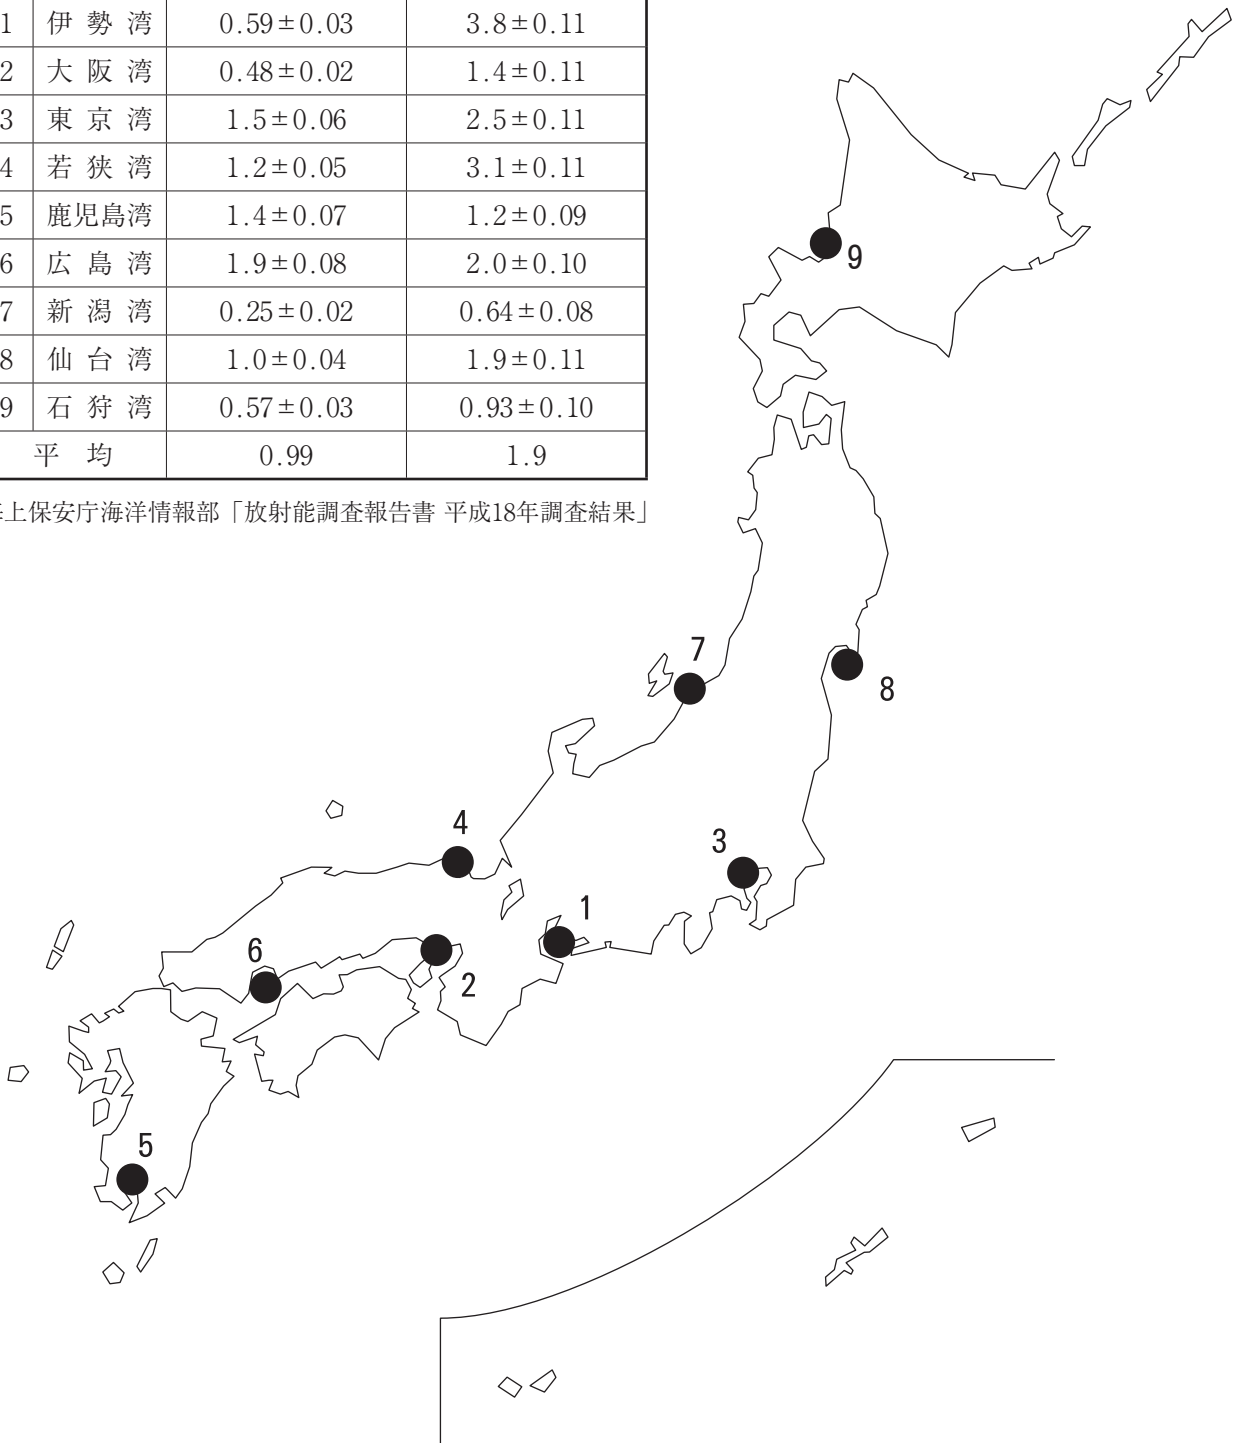 1 伊勢湾 0.59±0.03 3.8±0.11
2 大阪湾 0.48±0.02 1.4±0.11
3 東京湾 1.5±0.06 2.5±0.11
4 若狭湾 1.2±0.05 3.1±0.11
5 鹿児島湾 1.4±0.07 1.2±0.09
6 広島湾 1.9±0.08 2.0±0.10
7 新潟湾 0.25±0.02 0.64±0.08
8 仙台湾 1.0±0.04 1.9±0.11
9 石狩湾 0.57±0.03 0.93±0.10
平均 0.99 1.9
上保安庁海洋情報部「放射能調査報告書 平成18年調査結果」
9
7
8
4
3
1
6
2
5